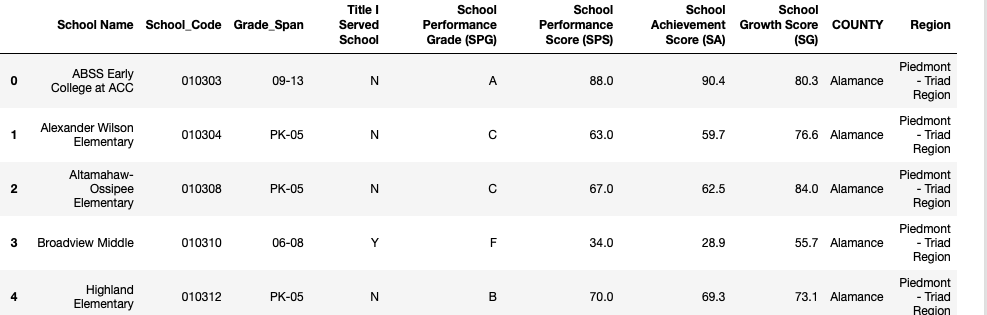 School Name School_Code Grade_Span Title I Served School School Performance Grade (SPG) School Performance Score (SPS) School Achievement Score (SA) School Growth Score (SG) COUNTY Region
0 ABSS Early College at ACC 010303 09-13 N A 88.0 90.4 80.3 Alamance Piedmont - Triad Region
1 Alexander Wilson Elementary 010304 PK-05 N C 63.0 59.7 76.6 Alamance Piedmont - Triad Region
2 Altamahaw-Ossipee Elementary 010308 PK-05 N C 67.0 62.5 84.0 Alamance Piedmont - Triad Region
3 Broadview Middle 010310 06-08 Y F 34.0 28.9 55.7 Alamance Piedmont - Triad Region
4 Highland Elementary 010312 PK-05 N B 70.0 69.3 73.1 Alamance Piedmont - Triad Region